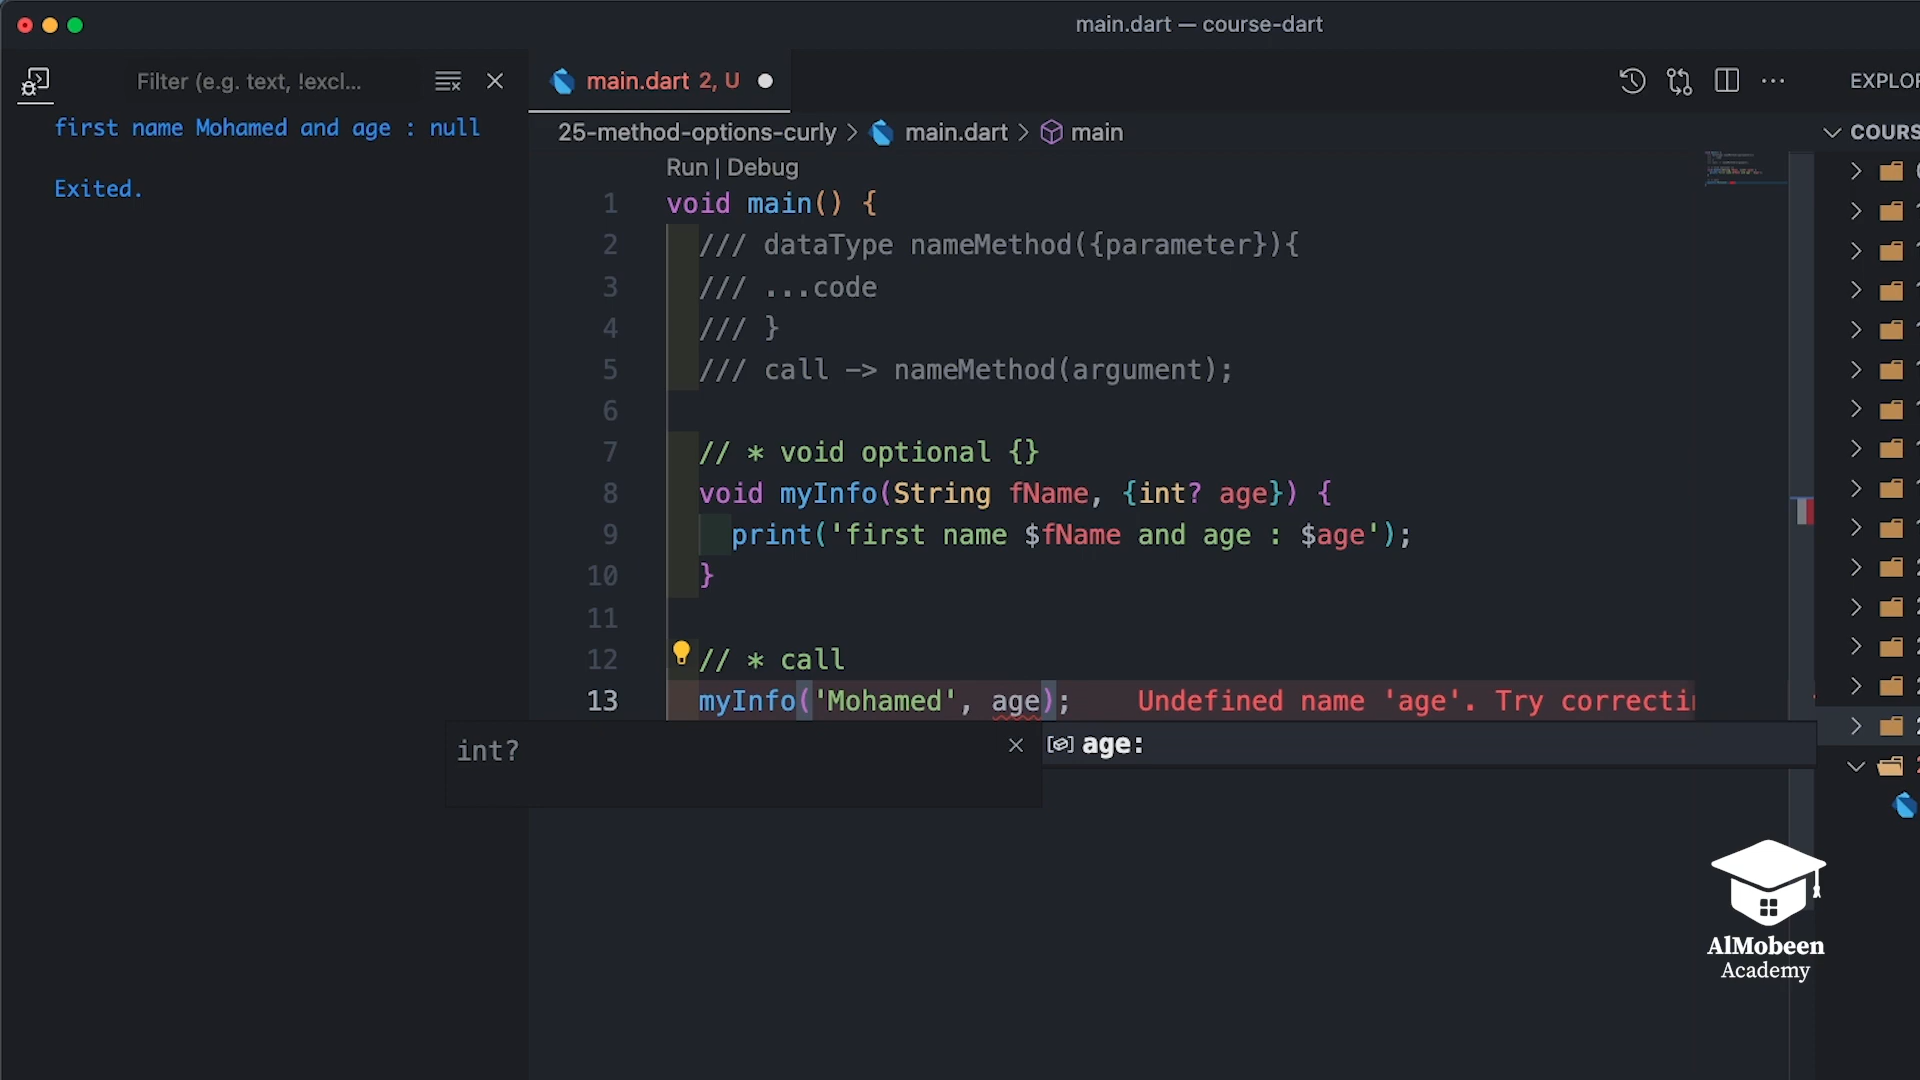 main.dart — course-dart
Filter (e.g. text, !excl...
main.dart 2, U
EXPLOR
first name Mohamed and age : null
Exited.
25-method-options-curly > main.dart > main
COURS
Run | Debug
1 void main() {
2 /// dataType nameMethod({parameter}){
3 /// ...code
4 /// }
5 /// call -> nameMethod(argument);
6
7 // * void optional {}
8 void myInfo(String fName, {int? age}) {
9 print('first name $fName and age : $age');
10 }
11
12 // * call
13 myInfo('Mohamed', age); Undefined name 'age'. Try correctin
int?
age:
AlMobeen
Academy